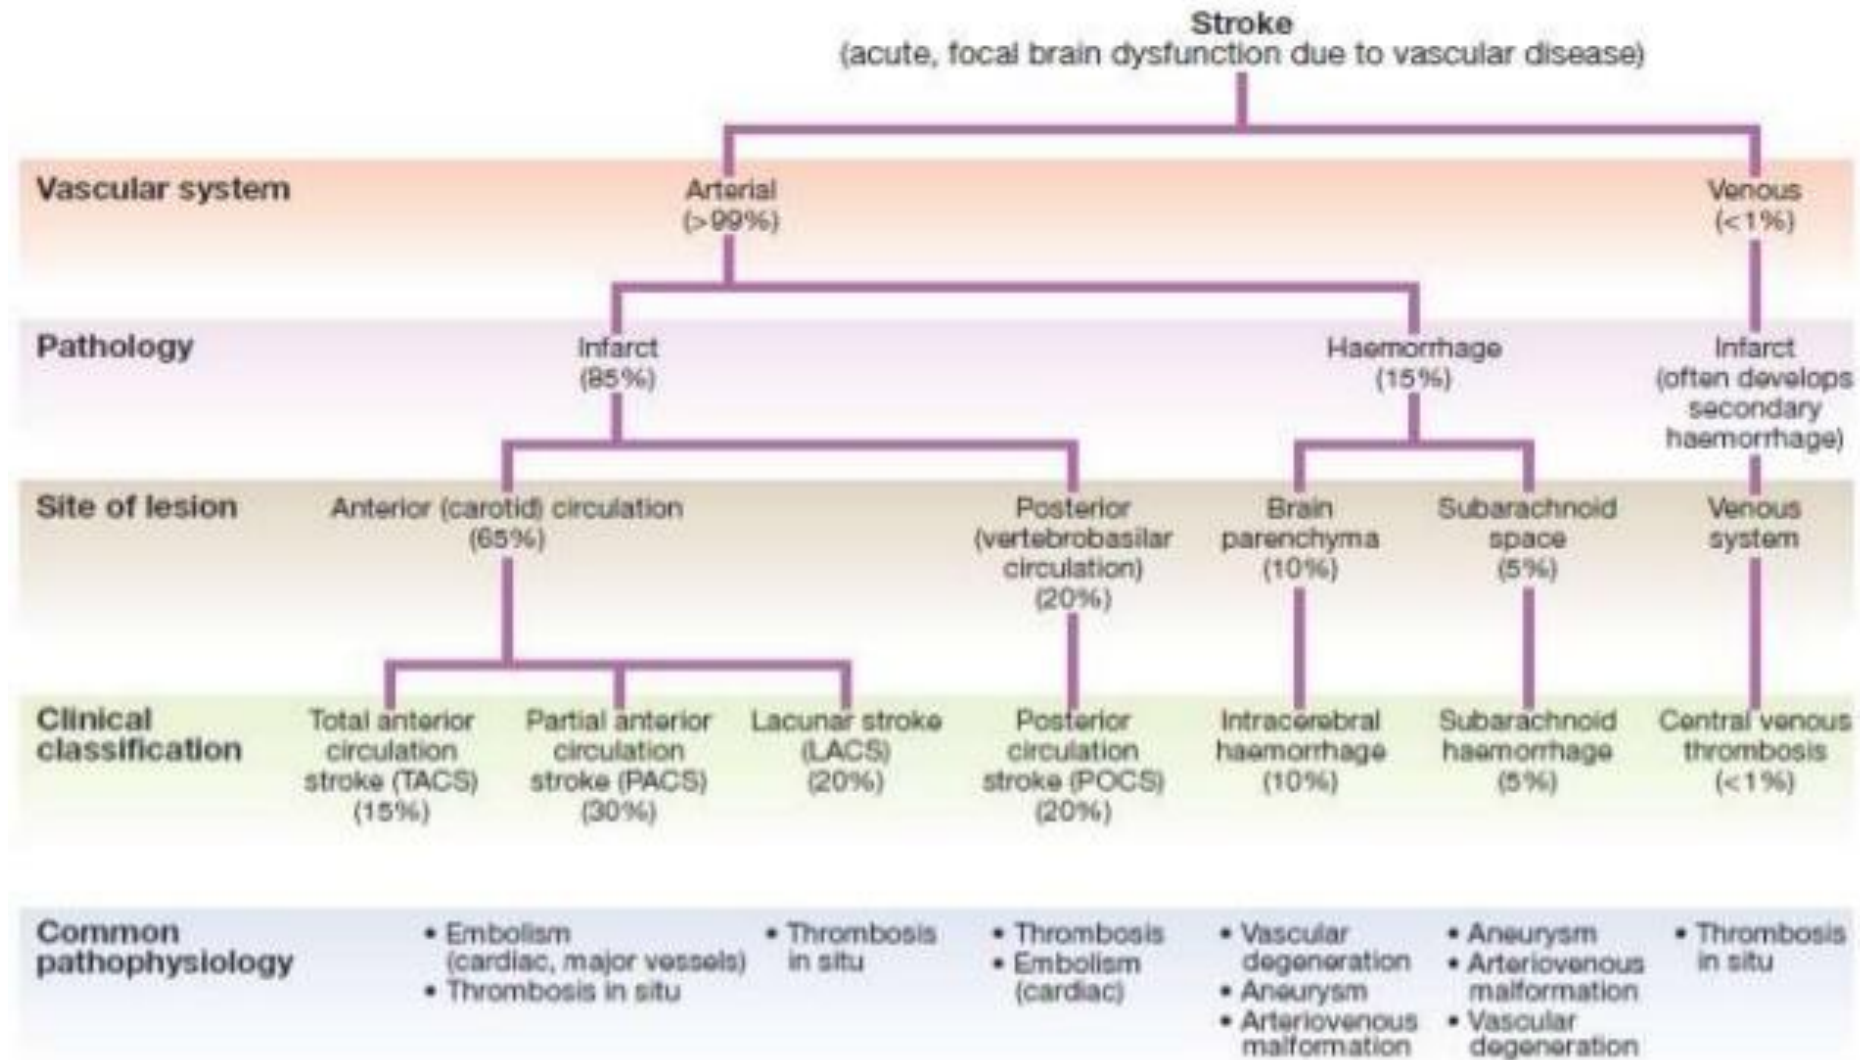 Stroke
(acute, focal brain dysfunction due to vascular disease)
Vascular system
Arterial
(>99%)
Venous
(<1%)
Pathology
Infarct
(85%)
Haemorrhage
(15%)
Infarct
(often develops
secondary
haemorrhage)
Site of lesion
Anterior (carotid) circulation
(65%)
Posterior
(vertebrobasilar
circulation)
(20%)
Brain
parenchyma
(10%)
Subarachnoid
space
(5%)
Venous
system
Clinical
classification
Total anterior
circulation
stroke (TACS)
(15%)
Partial anterior
circulation
stroke (PACS)
(30%)
Lacunar stroke
(LACS)
(20%)
Posterior
circulation
stroke (POCS)
(20%)
Intracerebral
haemorrhage
(10%)
Subarachnoid
haemorrhage
(5%)
Central venous
thrombosis
(<1%)
Common
pathophysiology
• Embolism
(cardiac, major vessels)
• Thrombosis in situ
• Thrombosis
in situ
• Thrombosis
• Embolism
(cardiac)
• Vascular
degeneration
• Aneurysm
• Arteriovenous
malformation
• Aneurysm
• Arteriovenous
malformation
• Vascular
degeneration
• Thrombosis
in situ